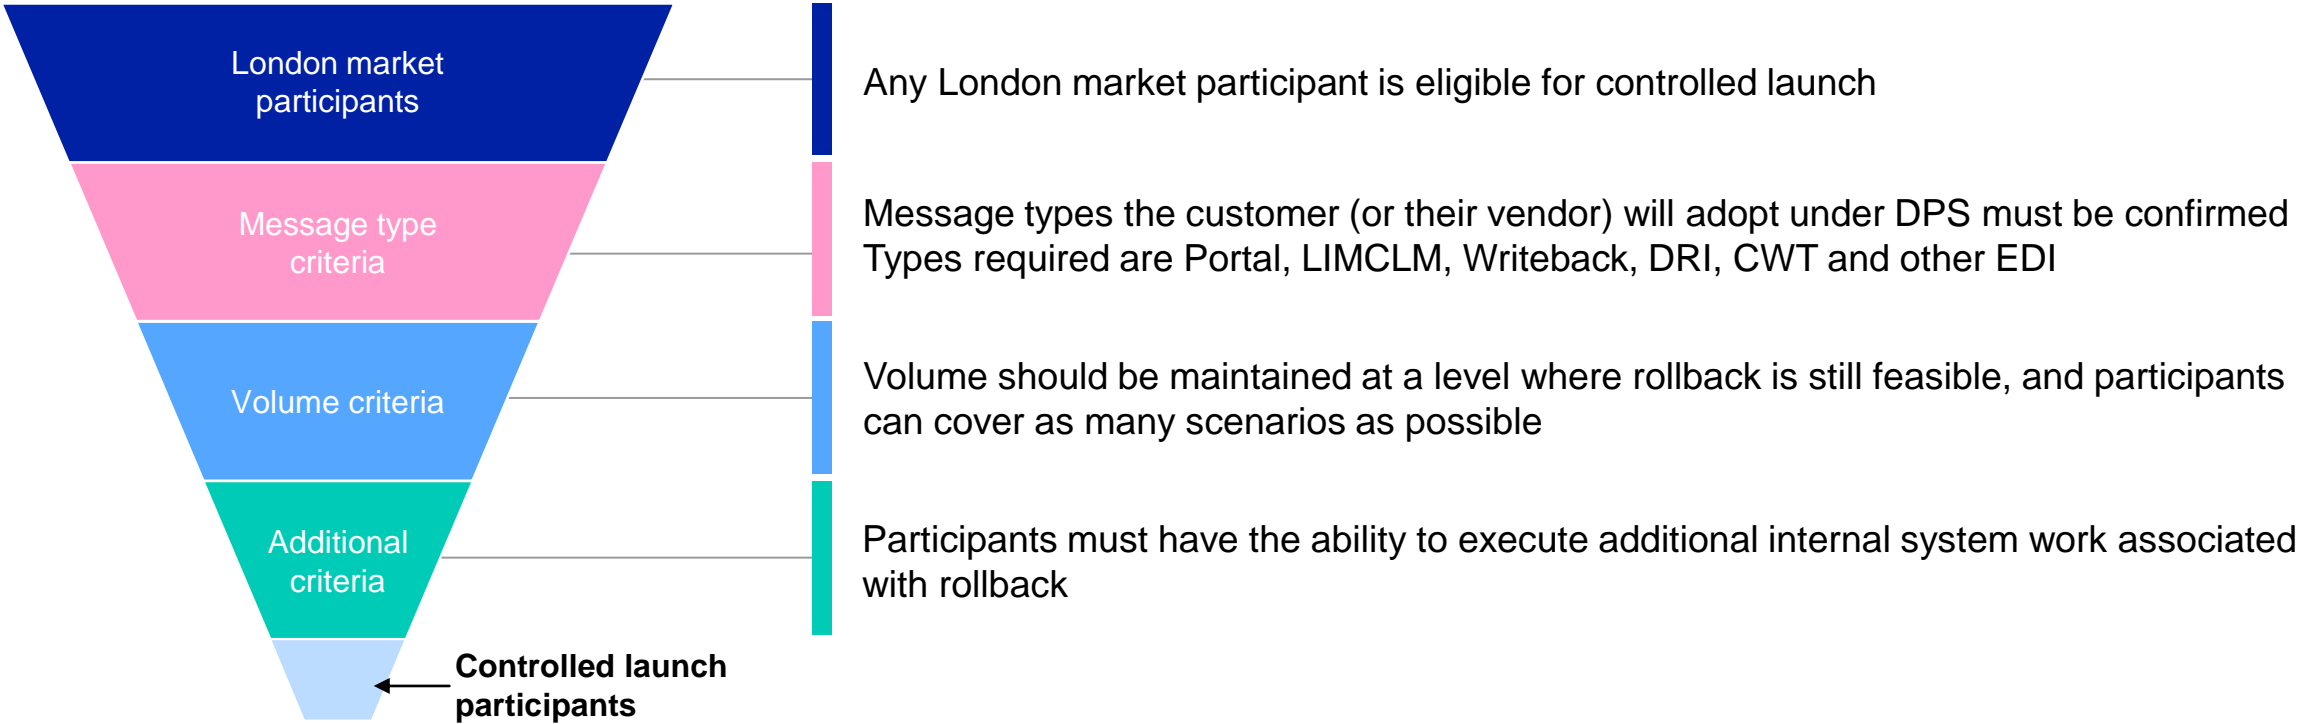 London market
participants
Any London market participant is eligible for controlled launch
Message type
criteria
Message types the customer (or their vendor) will adopt under DPS must be confirmed
Types required are Portal, LIMCLM, Writeback, DRI, CWT and other EDI
Volume criteria
Volume should be maintained at a level where rollback is still feasible, and participants
can cover as many scenarios as possible
Additional
criteria
Participants must have the ability to execute additional internal system work associated
with rollback
Controlled launch
participants